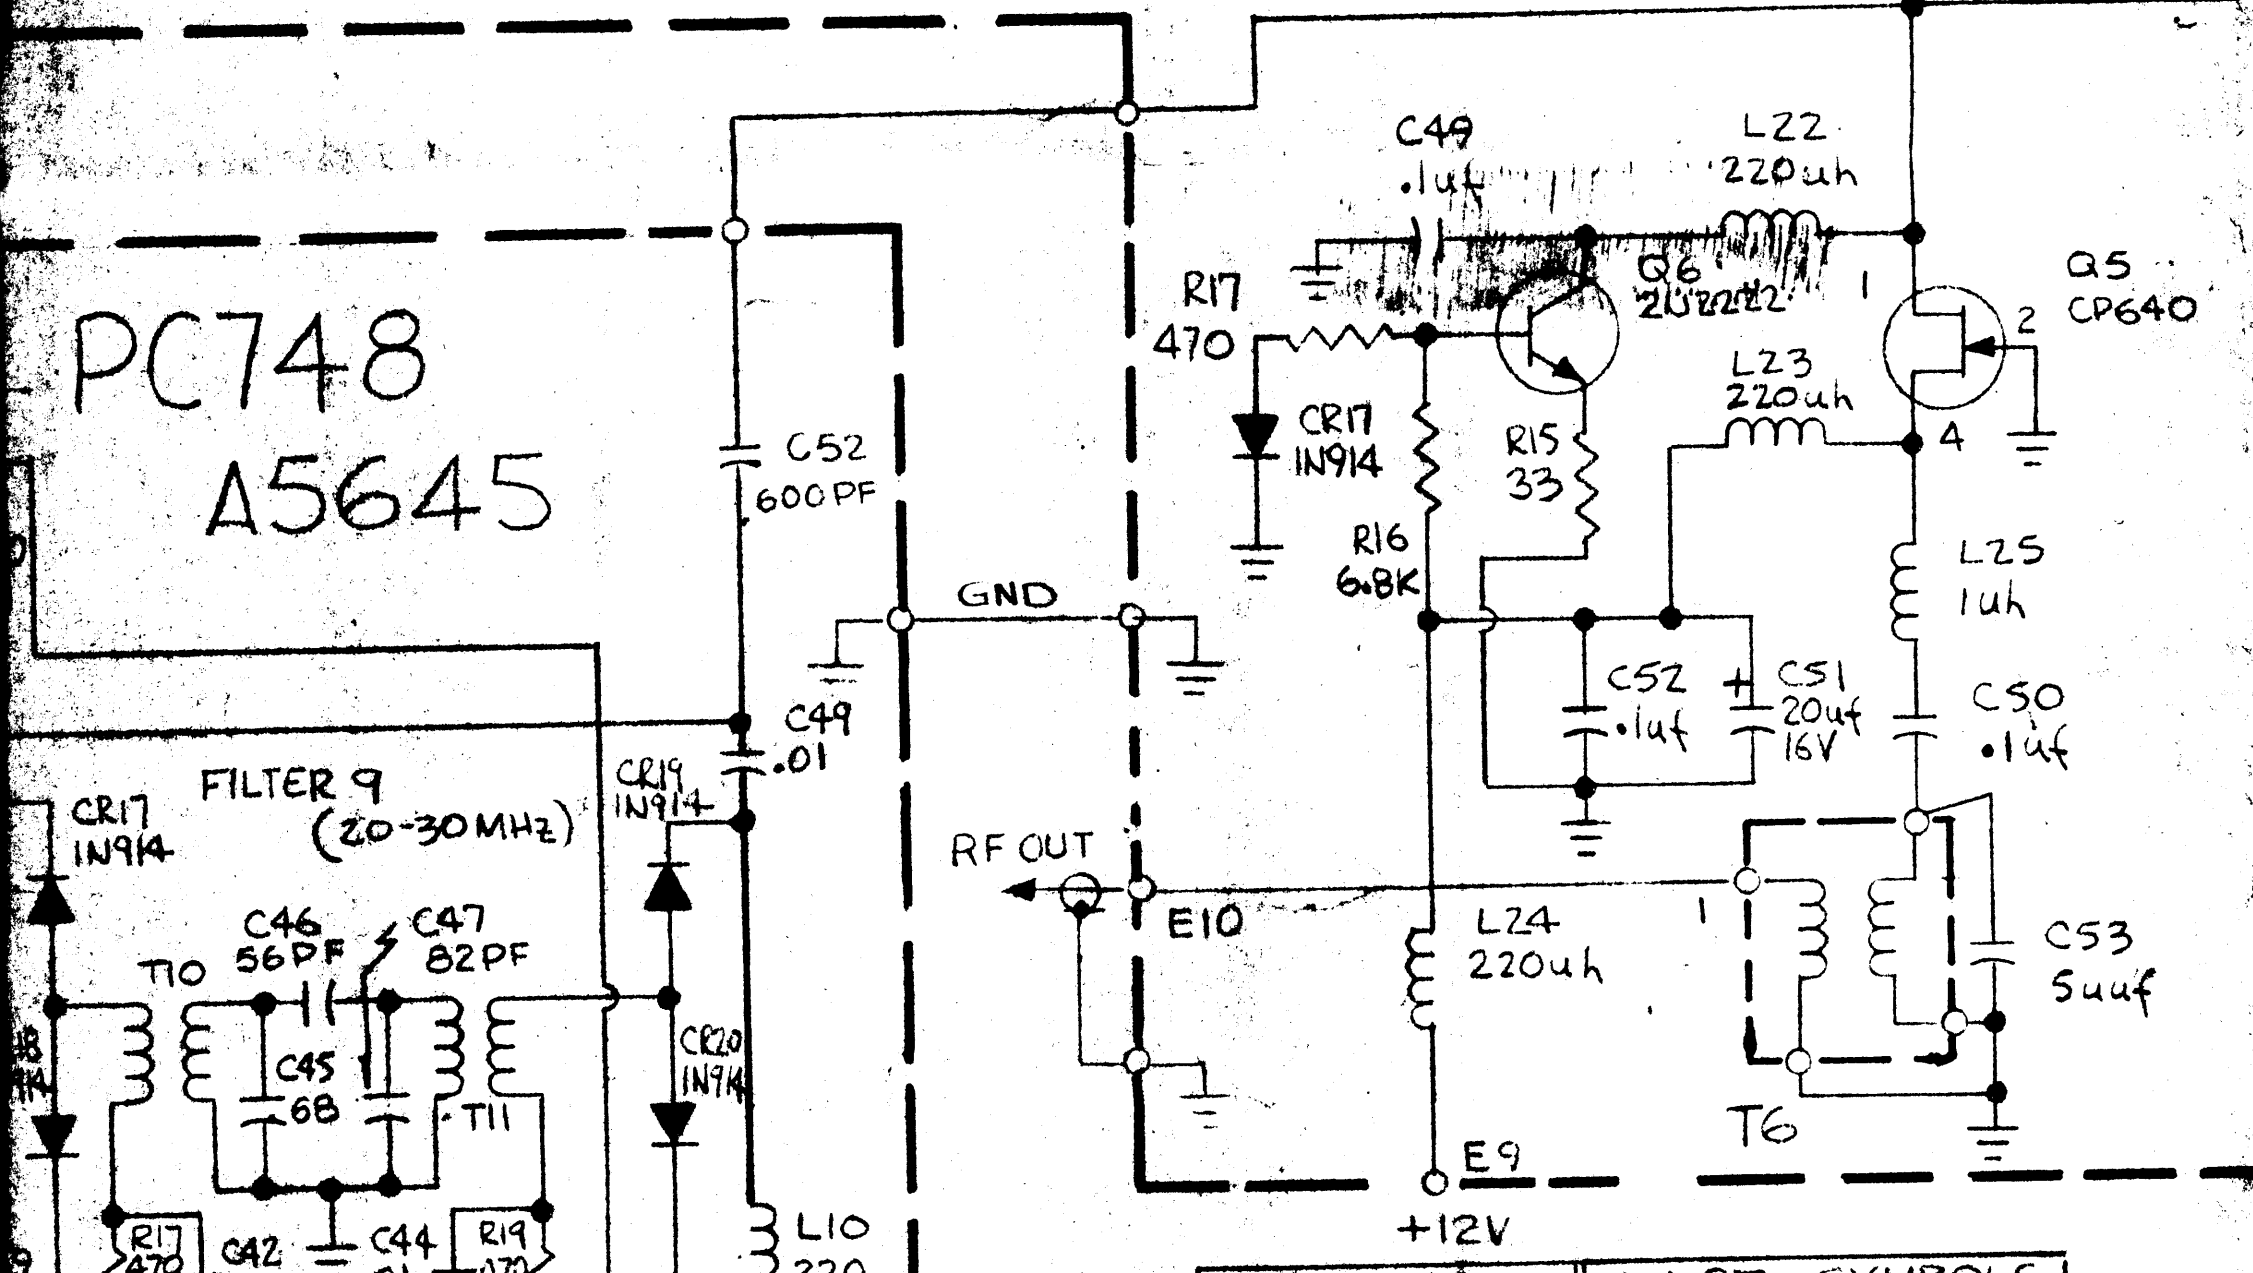 C49
.1uf
L22
220uh
Q6
2N2222
1
Q5
CP640
2
R17
470
PC748
A5645
L23
220uh
CR17
1N914
R15
33
4
C52
600PF
R16
6.8K
L25
1uh
GND
C52
.1uf
+
C51
20uf
16V
C50
.1uf
C49
.01
FILTER 9
(20-30MHz)
CR19
1N914
CR17
1N914
RF OUT
E10
1
L24
220uh
C53
5uuf
C46
56PF
C47
82PF
T10
C45
68
T11
CR20
1N914
T6
E9
+12V
R17
470
C42
C44
R19
470
L10
220